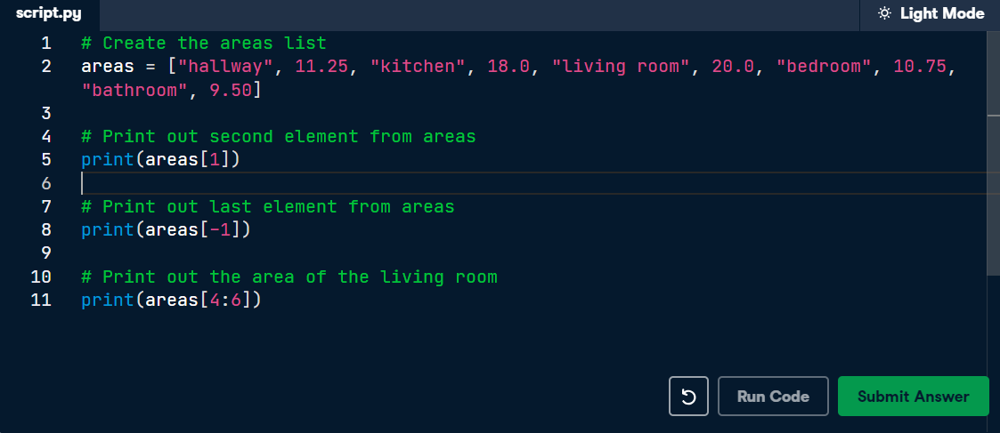 script.py
Light Mode
1 # Create the areas list
2 areas = ["hallway", 11.25, "kitchen", 18.0, "living room", 20.0, "bedroom", 10.75,
"bathroom", 9.50]
3
4 # Print out second element from areas
5 print(areas[1])
6
7 # Print out last element from areas
8 print(areas[-1])
9
10 # Print out the area of the living room
11 print(areas[4:6])
Run Code
Submit Answer